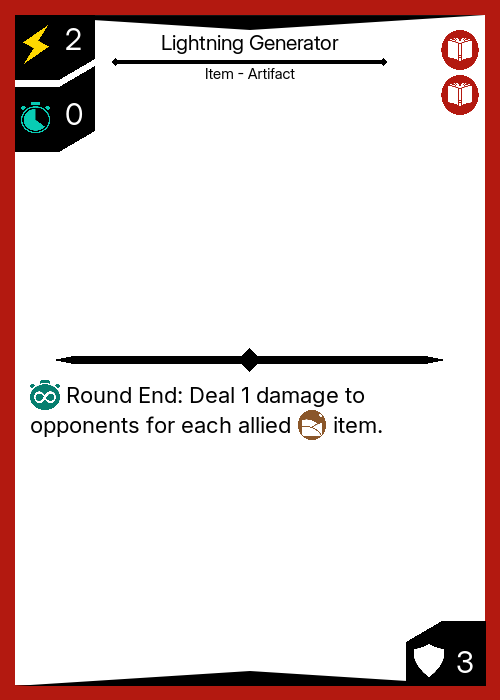 2
Lightning Generator
Item - Artifact
0
Round End: Deal 1 damage to
opponents for each allied item.
3